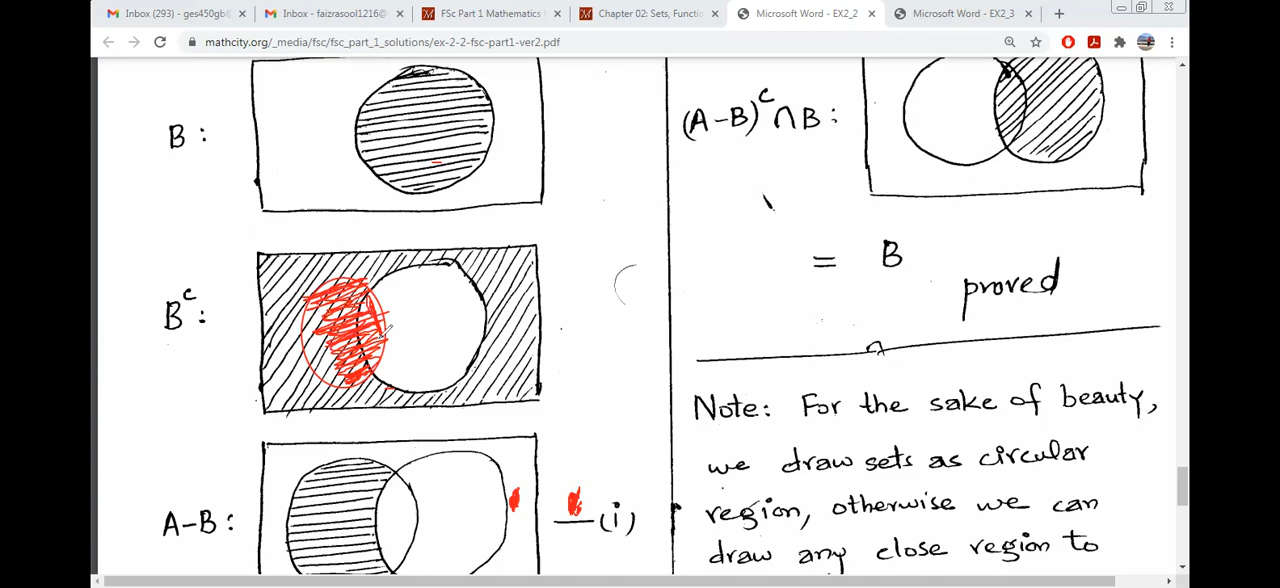 Inbox (293) - ges450gb
Inbox - faizrasool1216@
FSc Part 1 Mathematics
Chapter 02: Sets, Functi
Microsoft Word - EX2_2
Microsoft Word - EX2_3
mathcity.org/_media/fsc/fsc_part_1_solutions/ex-2-2-fsc-part1-ver2.pdf
B :
Bᶜ :
A-B :
(i)
(A-B)ᶜ ∩ B :
= B
proved
Note: For the sake of beauty,
we draw sets as circular
region, otherwise we can
draw any close region to